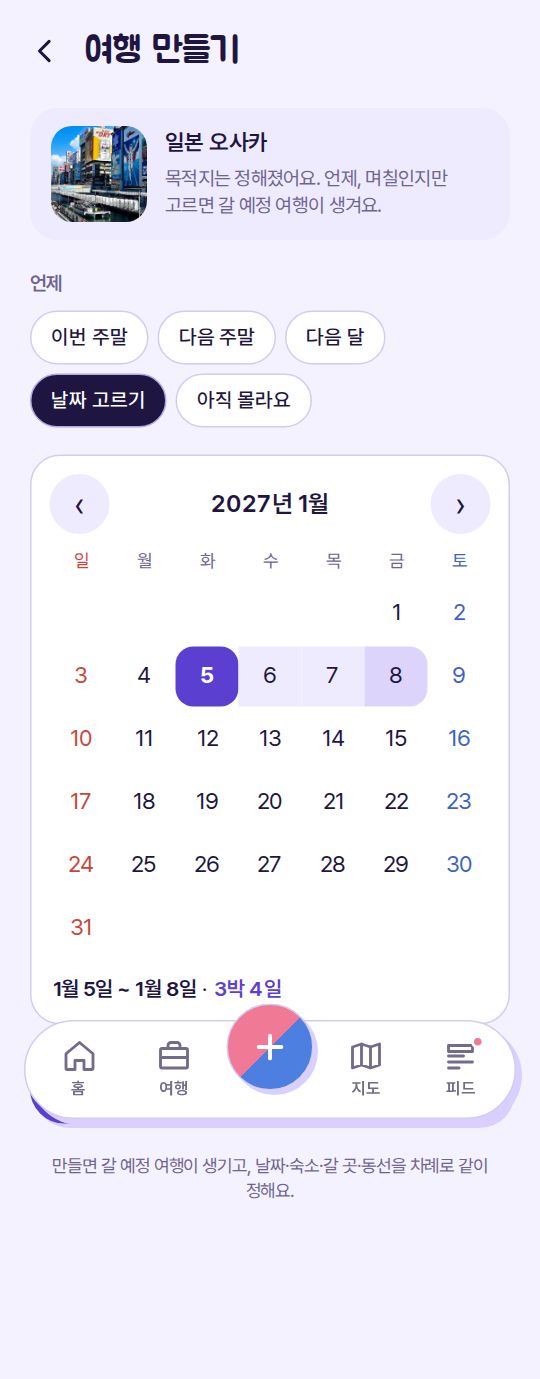 여행 만들기
일본 오사카
목적지는 정해졌어요. 언제, 며칠인지만
고르면 갈 예정 여행이 생겨요.
언제
이번 주말 다음 주말 다음 달
날짜 고르기 아직 몰라요
‹ 2027년 1월 ›
일 월 화 수 목 금 토
1 2
3 4 5 6 7 8 9
10 11 12 13 14 15 16
17 18 19 20 21 22 23
24 25 26 27 28 29 30
31
1월 5일 ~ 1월 8일 · 3박 4일
홈 여행 지도 피드
만들면 갈 예정 여행이 생기고, 날짜·숙소·갈 곳·동선을 차례로 같이
정해요.